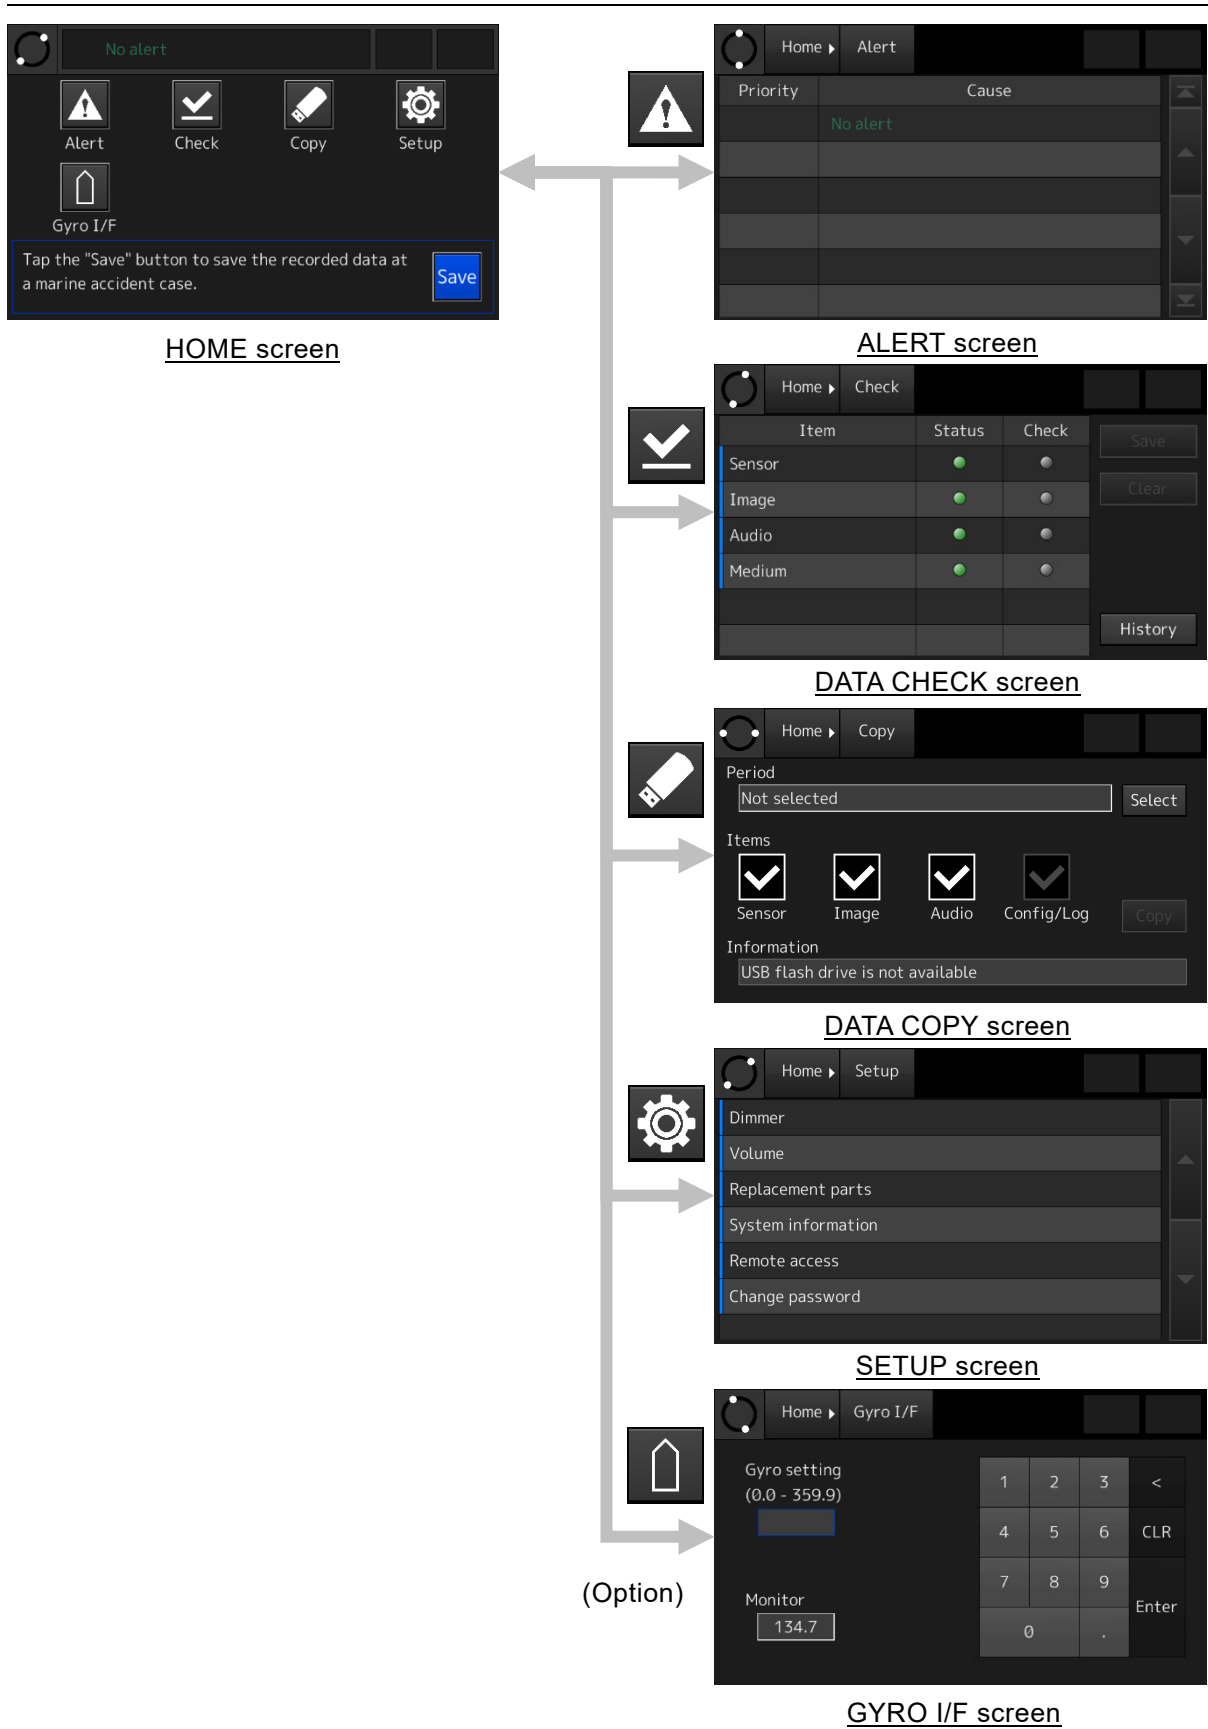 No alert
Alert
Check
Copy
Setup
Gyro I/F
Tap the "Save" button to save the recorded data at
a marine accident case.
Save
HOME screen
Home
Alert
Priority
Cause
No alert
ALERT screen
Home
Check
Item
Status
Check
Save
Sensor
Clear
Image
Audio
Medium
History
DATA CHECK screen
Home
Copy
Period
Not selected
Select
Items
Sensor
Image
Audio
Config/Log
Copy
Information
USB flash drive is not available
DATA COPY screen
Home
Setup
Dimmer
Volume
Replacement parts
System information
Remote access
Change password
SETUP screen
Home
Gyro I/F
Gyro setting
(0.0 - 359.9)
1 2 3 <
4 5 6 CLR
7 8 9
Enter
0 .
Monitor
134.7
(Option)
GYRO I/F screen